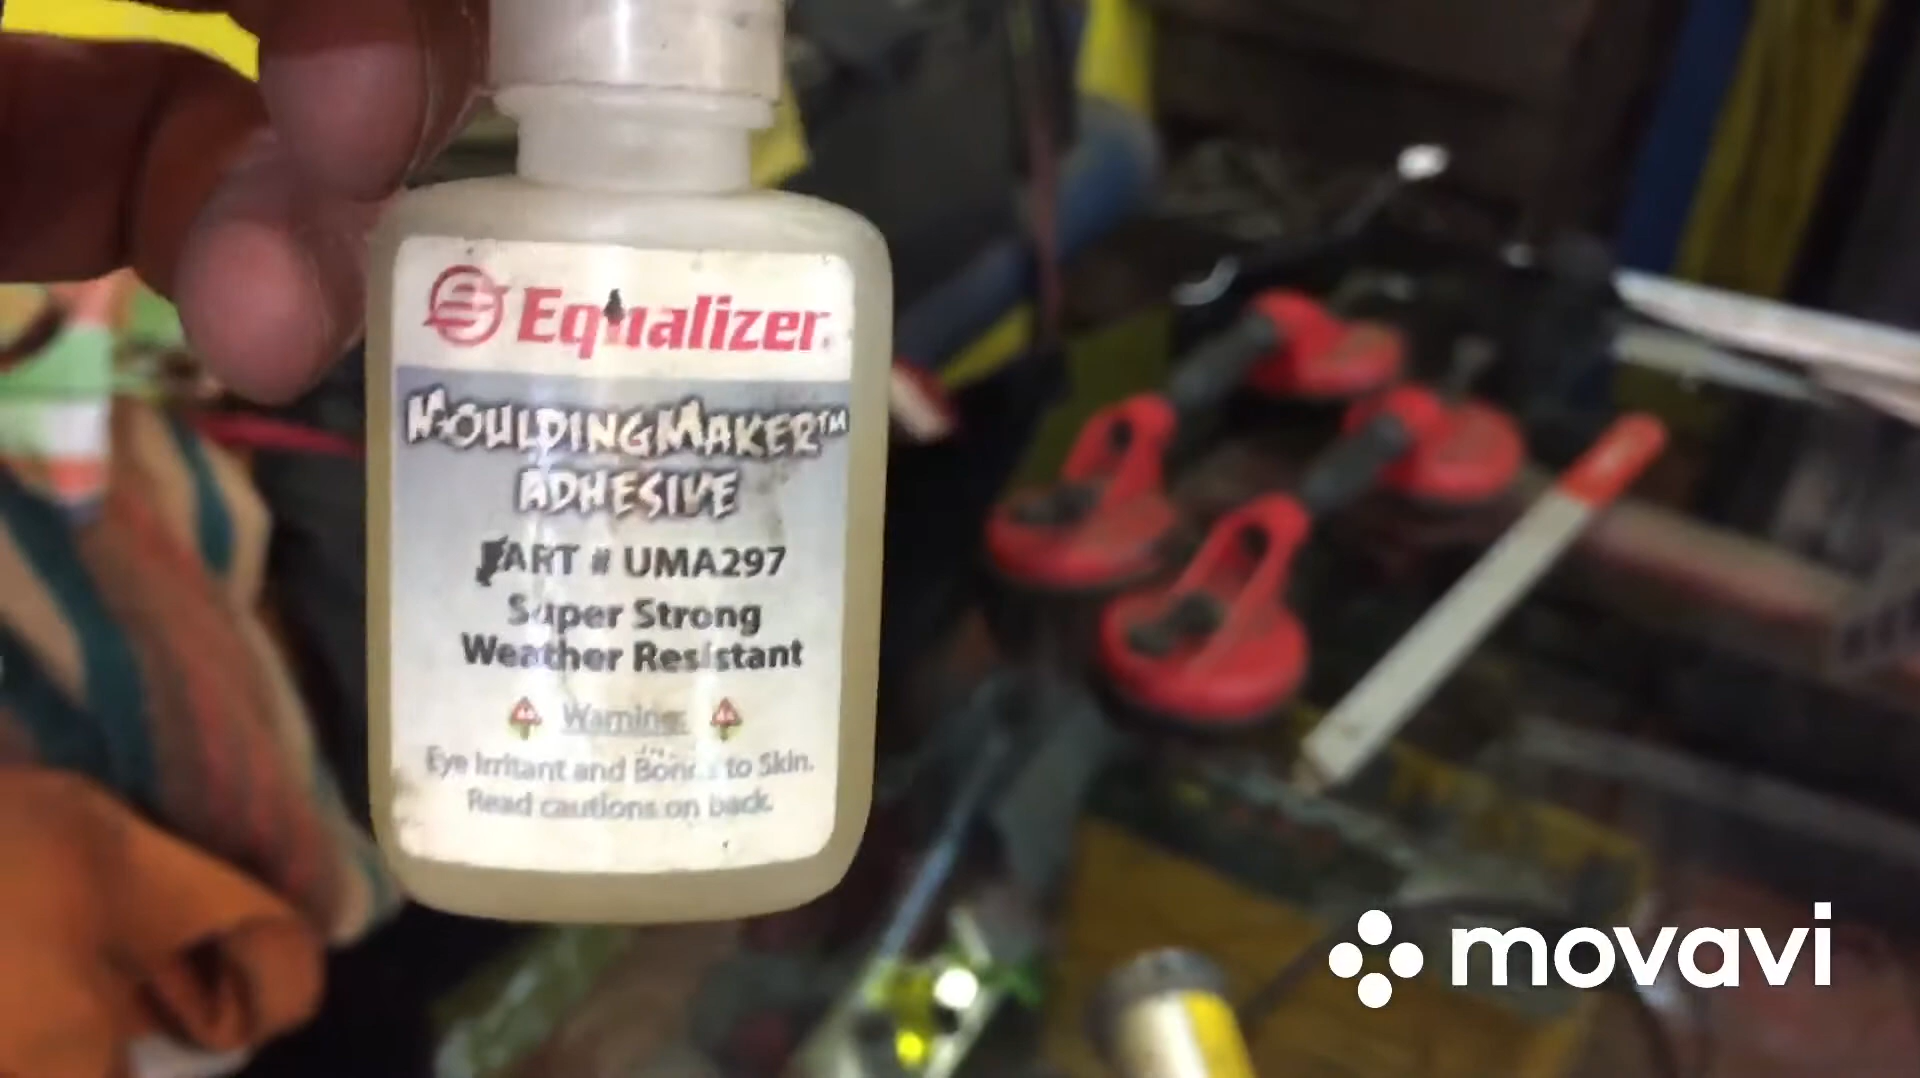 Equalizer
MOULDINGMAKER™
ADHESIVE
PART # UMA297
Super Strong
Weather Resistant
Warning:
Eye Irritant and Bonds to Skin.
Read cautions on back.
movavi